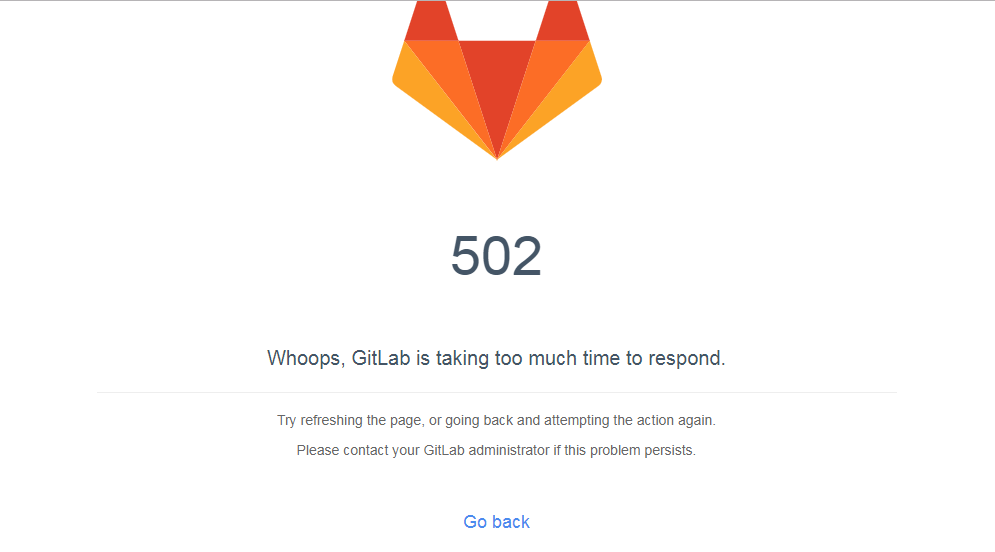 502
Whoops, GitLab is taking too much time to respond.
Try refreshing the page, or going back and attempting the action again.
Please contact your GitLab administrator if this problem persists.
Go back